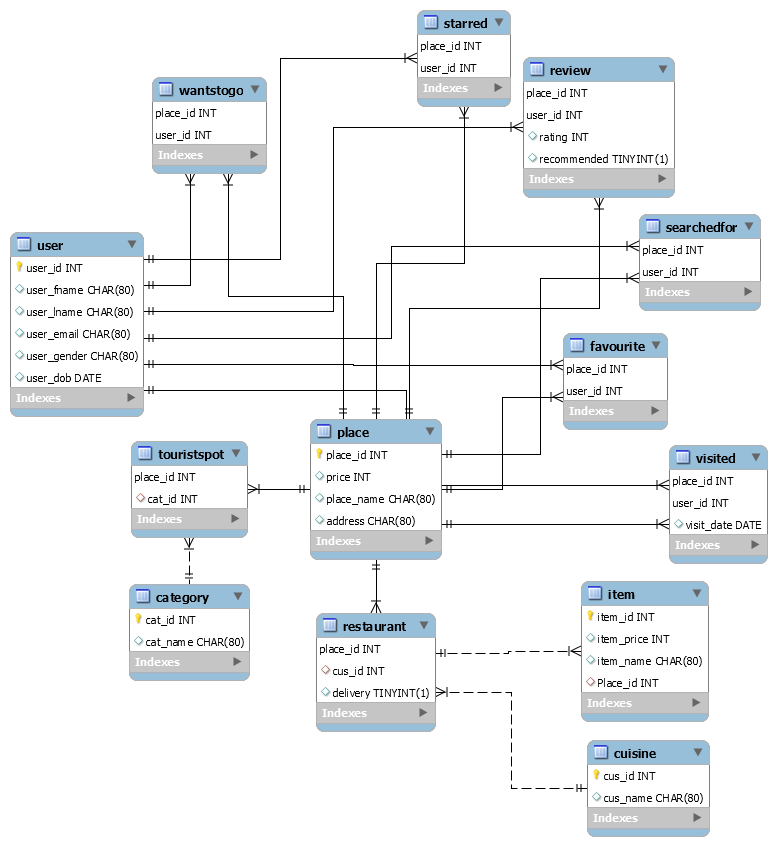 starred
place_id INT
user_id INT
Indexes
review
place_id INT
user_id INT
rating INT
recommended TINYINT(1)
Indexes
wantstogo
place_id INT
user_id INT
Indexes
searchedfor
place_id INT
user_id INT
Indexes
user
user_id INT
user_fname CHAR(80)
user_lname CHAR(80)
user_email CHAR(80)
user_gender CHAR(80)
user_dob DATE
Indexes
favourite
place_id INT
user_id INT
Indexes
place
place_id INT
price INT
place_name CHAR(80)
address CHAR(80)
Indexes
touristspot
place_id INT
cat_id INT
Indexes
visited
place_id INT
user_id INT
visit_date DATE
Indexes
category
cat_id INT
cat_name CHAR(80)
Indexes
restaurant
place_id INT
cus_id INT
delivery TINYINT(1)
Indexes
item
item_id INT
item_price INT
item_name CHAR(80)
Place_id INT
Indexes
cuisine
cus_id INT
cus_name CHAR(80)
Indexes